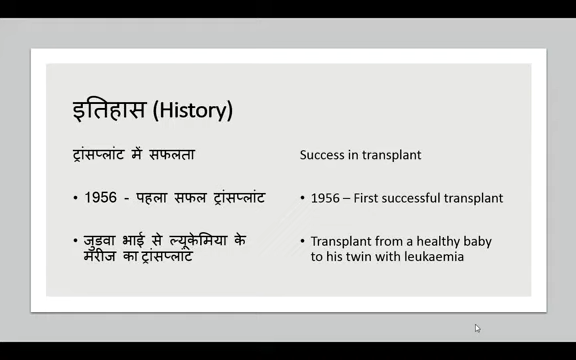 इतिहास (History)
ट्रांसप्लांट में सफलता
• 1956 - पहला सफल ट्रांसप्लांट
• जुडवा भाई से ल्यूकेमिया के
मरीज का ट्रांसप्लांट
Success in transplant
• 1956 – First successful transplant
• Transplant from a healthy baby
to his twin with leukaemia